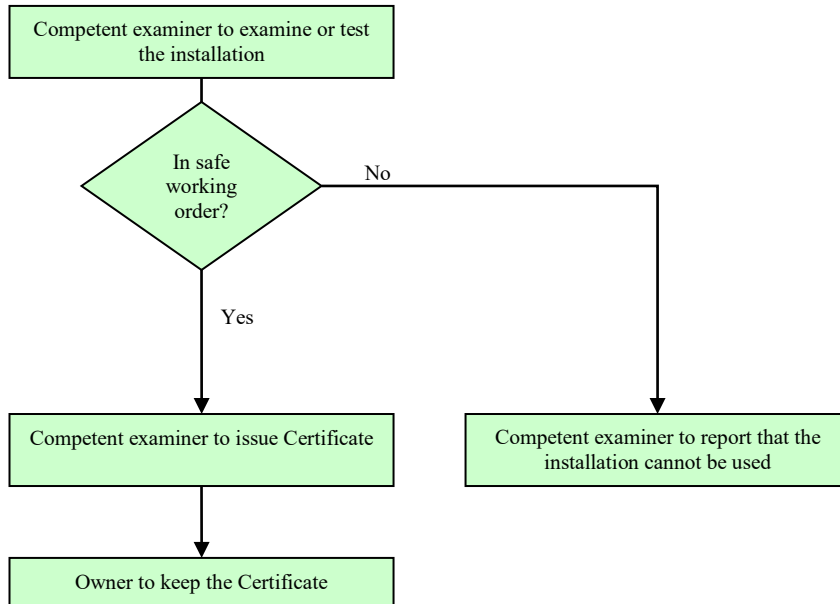 Competent examiner to examine or test
the installation
In safe
working
order?
No
Yes
Competent examiner to issue Certificate
Competent examiner to report that the
installation cannot be used
Owner to keep the Certificate